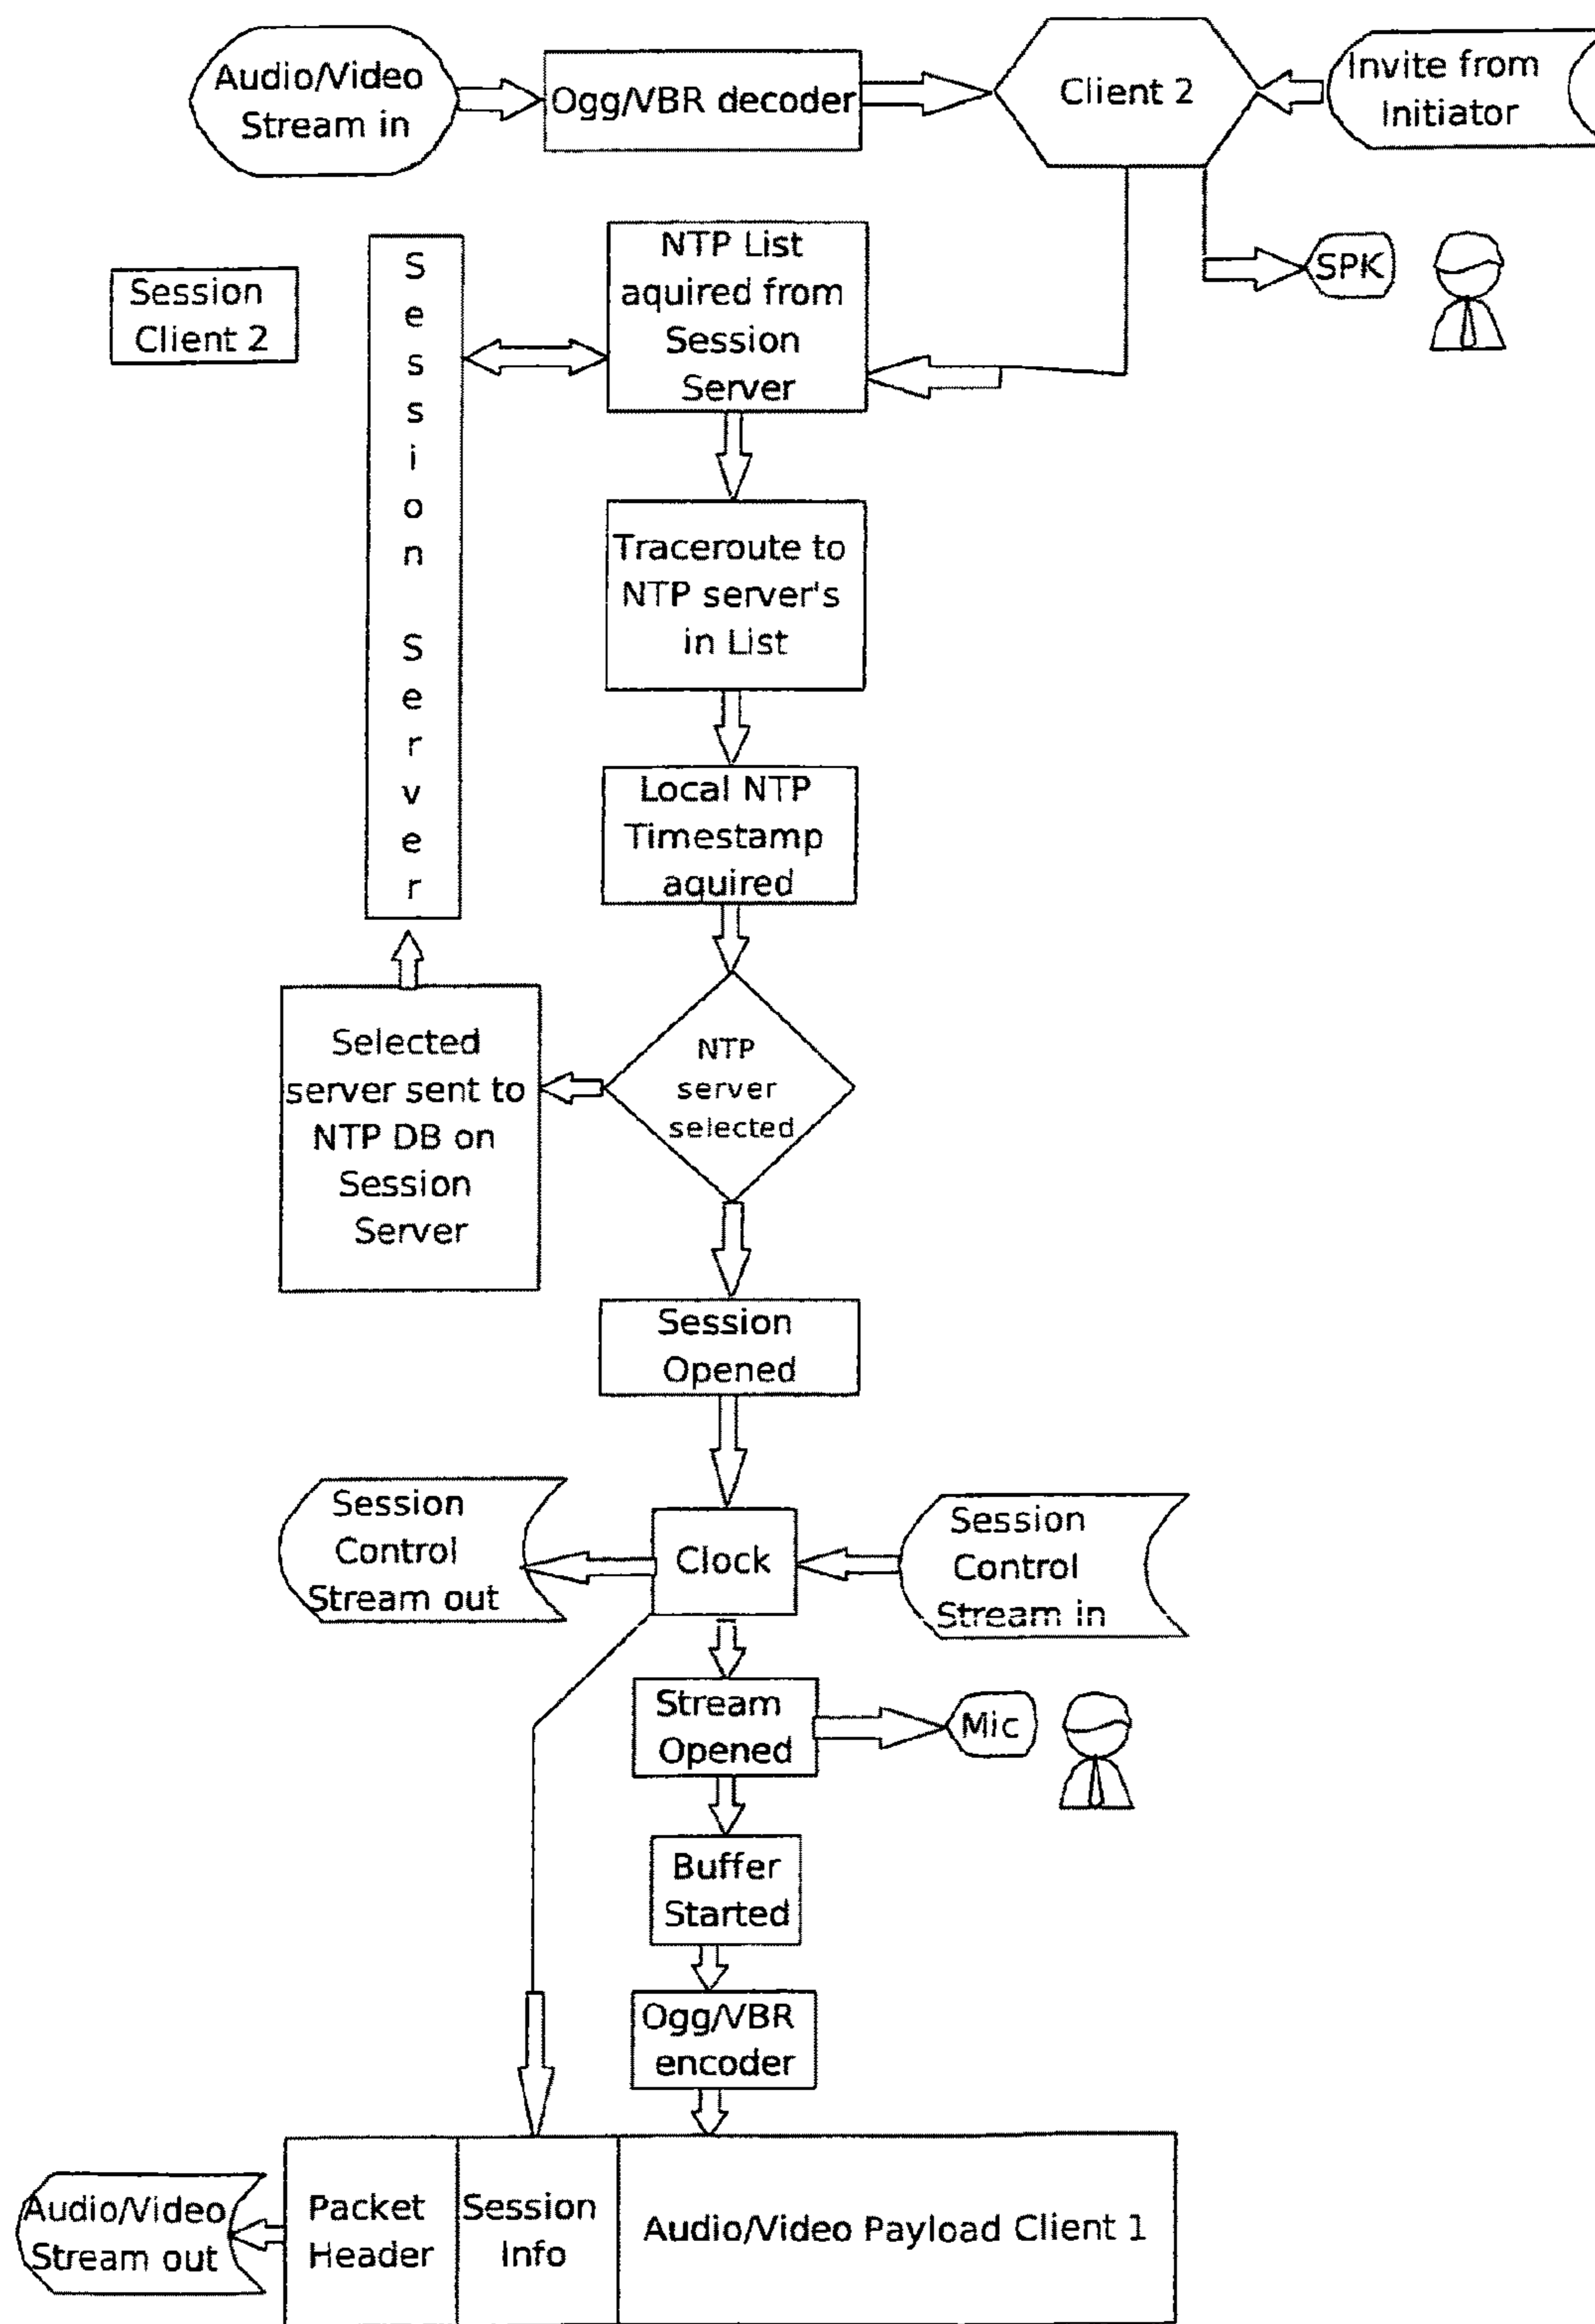 Audio/Video
Stream in
Ogg/VBR decoder
Client 2
Invite from
Initiator
SPK
Session
Client 2
Session Server
NTP List
aquired from
Session
Server
Traceroute to
NTP server's
in List
Local NTP
Timestamp
aquired
NTP
server
selected
Selected
server sent to
NTP DB on
Session
Server
Session
Opened
Session
Control
Stream out
Clock
Session
Control
Stream in
Stream
Opened
Mic
Buffer
Started
Ogg/VBR
encoder
Audio/Video
Stream out
Packet
Header
Session
Info
Audio/Video Payload Client 1